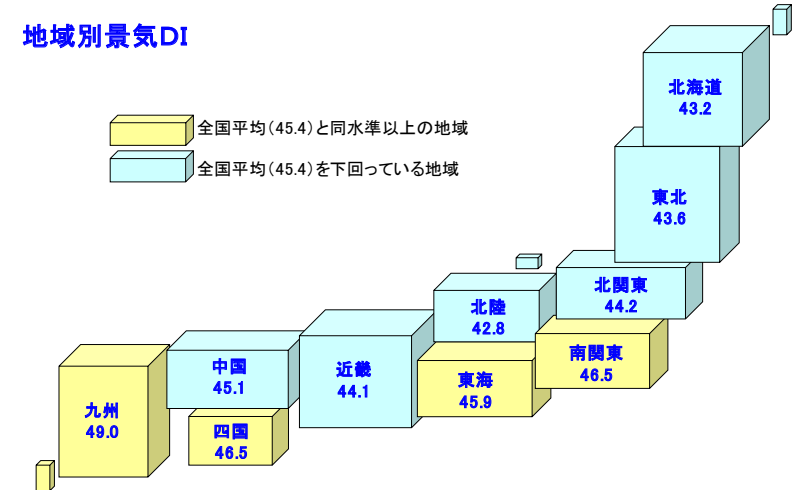 地域別景気DI
全国平均（45.4）と同水準以上の地域
全国平均（45.4）を下回っている地域
北海道
43.2
東北
43.6
北関東
44.2
北陸
42.8
南関東
46.5
東海
45.9
近畿
44.1
中国
45.1
四国
46.5
九州
49.0